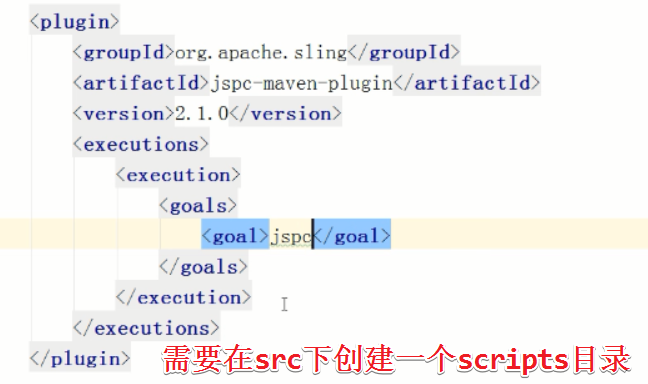 <plugin>
<groupId>org.apache.sling</groupId>
<artifactId>jspc-maven-plugin</artifactId>
<version>2.1.0</version>
<executions>
<execution>
<goals>
<goal>jspc</goal>
</goals>
</execution>
</executions>
</plugin>
需要在src下创建一个scripts目录